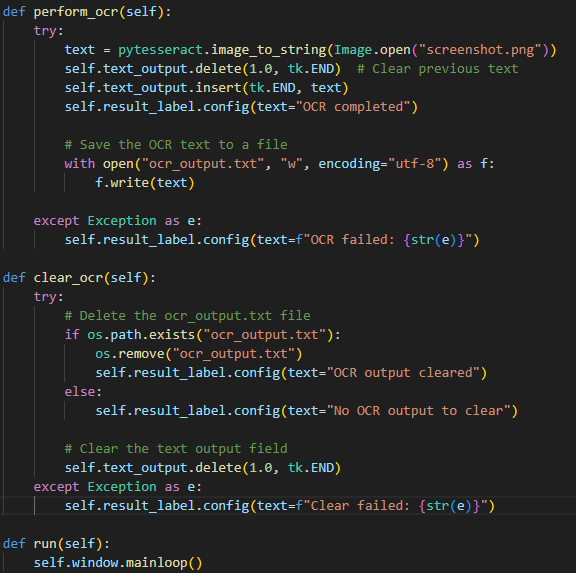 def perform_ocr(self):
    try:
        text = pytesseract.image_to_string(Image.open("screenshot.png"))
        self.text_output.delete(1.0, tk.END)  # Clear previous text
        self.text_output.insert(tk.END, text)
        self.result_label.config(text="OCR completed")

        # Save the OCR text to a file
        with open("ocr_output.txt", "w", encoding="utf-8") as f:
            f.write(text)

    except Exception as e:
        self.result_label.config(text=f"OCR failed: {str(e)}")

def clear_ocr(self):
    try:
        # Delete the ocr_output.txt file
        if os.path.exists("ocr_output.txt"):
            os.remove("ocr_output.txt")
            self.result_label.config(text="OCR output cleared")
        else:
            self.result_label.config(text="No OCR output to clear")

        # Clear the text output field
        self.text_output.delete(1.0, tk.END)
    except Exception as e:
        self.result_label.config(text=f"Clear failed: {str(e)}")

def run(self):
    self.window.mainloop()